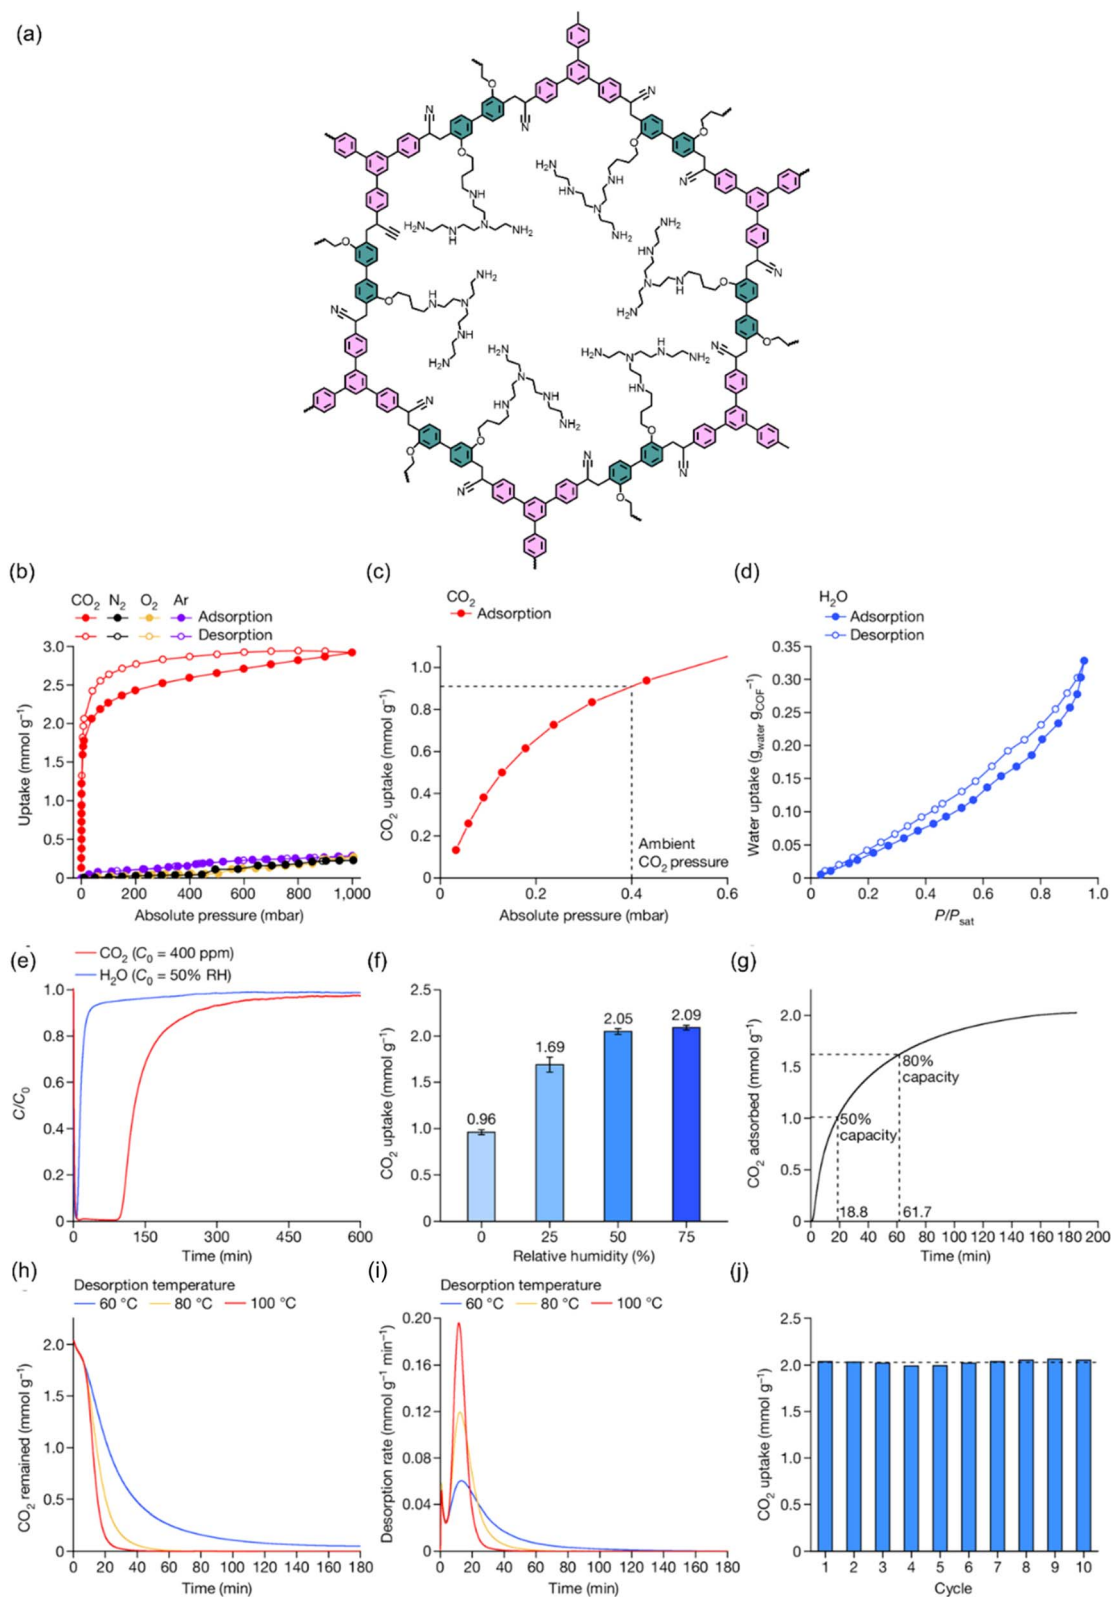 (a)
N
O
O
N
N
O
O
N
H₂N
HN
NH
N
H₂N
NH₂
N
H
NH
H₂N
HN
N
NH₂
NH₂
HN
N
N
H
H₂N
O
N
O
O
O
N
H
N
NH₂
NH
H₂N
N
O
O
N
H₂N
N
H
N
NH₂
HN
O
H₂N
N
HN
NH
NH₂
O
O
N
N
N
N
O
(b)
CO₂ N₂ O₂ Ar
Adsorption
Desorption
3.0
2.5
2.0
1.5
1.0
0.5
0
0 200 400 600 800 1,000
Uptake (mmol g⁻¹)
Absolute pressure (mbar)
(c)
CO₂
Adsorption
1.0
0.8
0.6
0.4
0.2
0
0 0.2 0.4 0.6
CO₂ uptake (mmol g⁻¹)
Ambient
CO₂ pressure
Absolute pressure (mbar)
(d)
H₂O
Adsorption
Desorption
0.35
0.30
0.25
0.20
0.15
0.10
0.05
0
0 0.2 0.4 0.6 0.8 1.0
Water uptake (g_water g_COF⁻¹)
P/P_sat
(e)
CO₂ (C₀ = 400 ppm)
H₂O (C₀ = 50% RH)
1.0
0.8
0.6
0.4
0.2
0
0 150 300 450 600
C/C₀
Time (min)
(f)
2.5
2.0
1.5
1.0
0.5
0
0.96
1.69
2.05
2.09
0 25 50 75
CO₂ uptake (mmol g⁻¹)
Relative humidity (%)
(g)
2.0
1.5
1.0
0.5
0
80%
capacity
50%
capacity
18.8 61.7
0 20 40 60 80 100 120 140 160 180 200
CO₂ adsorbed (mmol g⁻¹)
Time (min)
(h)
Desorption temperature
60 °C 80 °C 100 °C
2.0
1.5
1.0
0.5
0
0 20 40 60 80 100 120 140 160 180
CO₂ remained (mmol g⁻¹)
Time (min)
(i)
Desorption temperature
60 °C 80 °C 100 °C
0.20
0.16
0.12
0.08
0.04
0
0 20 40 60 80 100 120 140 160 180
Desorption rate (mmol g⁻¹ min⁻¹)
Time (min)
(j)
2.5
2.0
1.5
1.0
0.5
0
1 2 3 4 5 6 7 8 9 10
CO₂ uptake (mmol g⁻¹)
Cycle